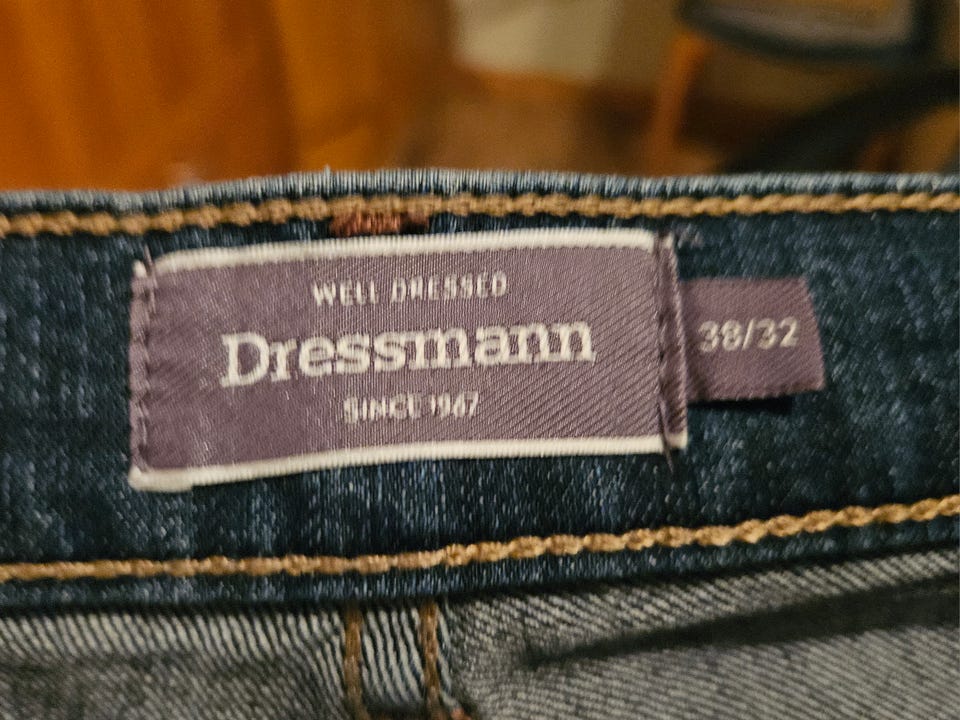 WELL DRESSED
Dressmann
SINCE 1967
38/32